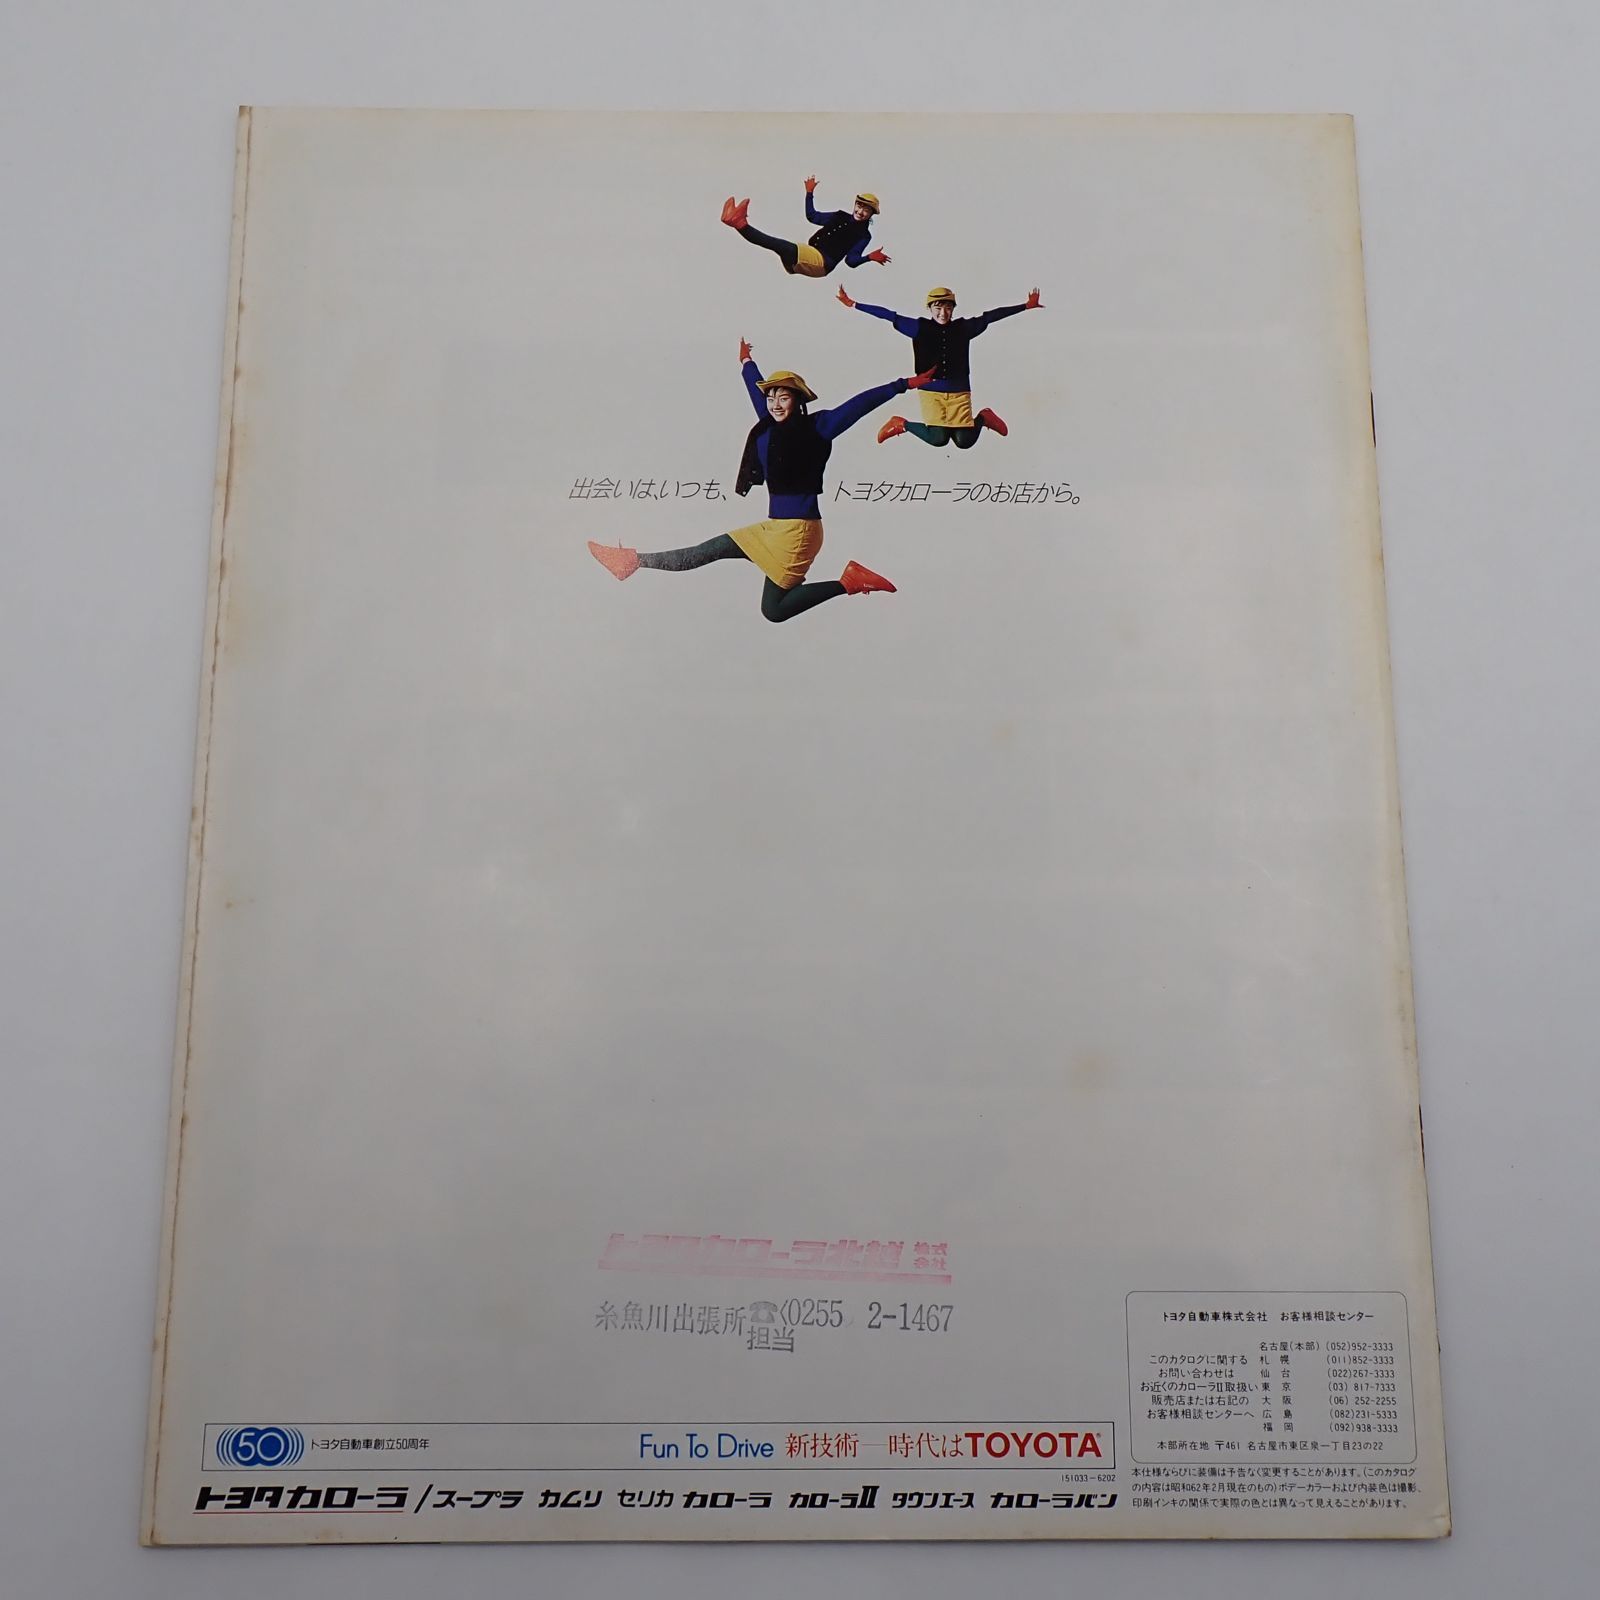 出会いは、いつも、トヨタカローラのお店から。
トヨタカローラ北越 株式会社
糸魚川出張所☎〈0255 2-1467
担当
トヨタ自動車株式会社 お客様相談センター
このカタログに関する
お問い合わせは
お近くのカローラⅡ取扱い
販売店または右記の
お客様相談センターへ
名古屋(本部) (052)952-3333
札幌 (011)852-3333
仙台 (022)267-3333
東京 (03) 817-7333
大阪 (06) 252-2255
広島 (082)231-5333
福岡 (092)938-3333
本部所在地 〒461 名古屋市東区泉一丁目23の22
50 トヨタ自動車創立50周年
Fun To Drive 新技術―時代はTOYOTA
151033-6202
トヨタカローラ/スープラ カムリ セリカ カローラ カローラⅡ タウンエース カローラバン
本仕様ならびに装備は予告なく変更することがあります。(このカタログ
の内容は昭和62年2月現在のもの)ボデーカラーおよび内装色は撮影、
印刷インキの関係で実際の色とは異なって見えることがあります。